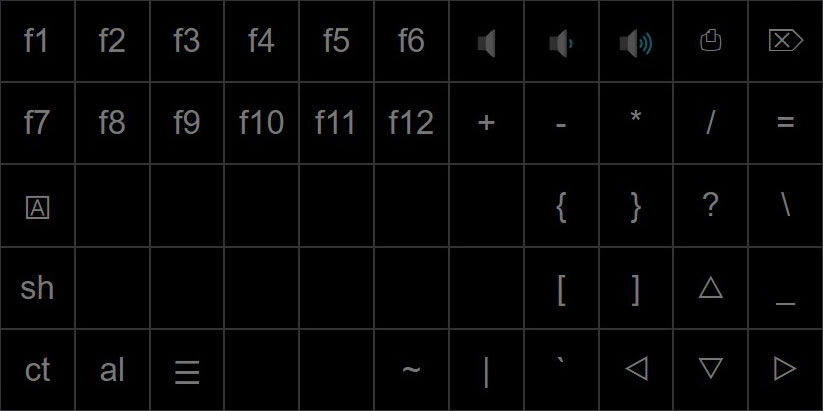 f1 f2 f3 f4 f5 f6
f7 f8 f9 f10 f11 f12 + - * / =
A { } ? \
sh [ ] _
ct al ~ | `